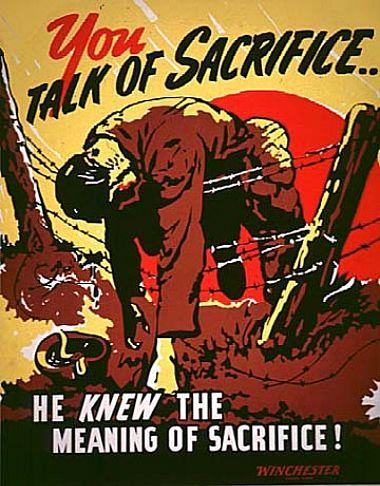 You
TALK OF SACRIFICE..
HE KNEW THE
MEANING OF SACRIFICE!
WINCHESTER